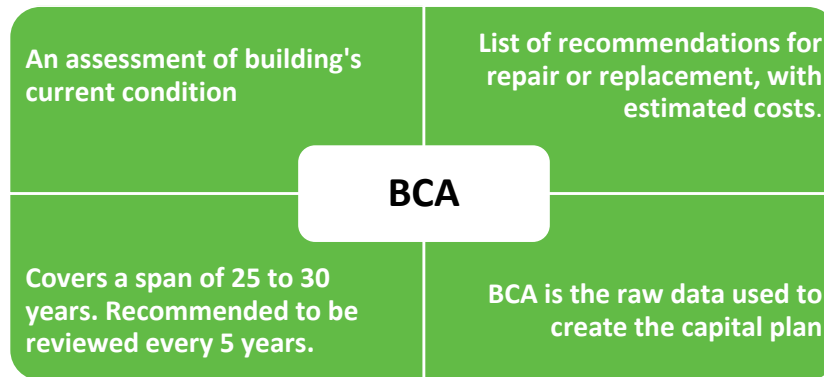 An assessment of building's
current condition
List of recommendations for
repair or replacement, with
estimated costs.
BCA
Covers a span of 25 to 30
years. Recommended to be
reviewed every 5 years.
BCA is the raw data used to
create the capital plan